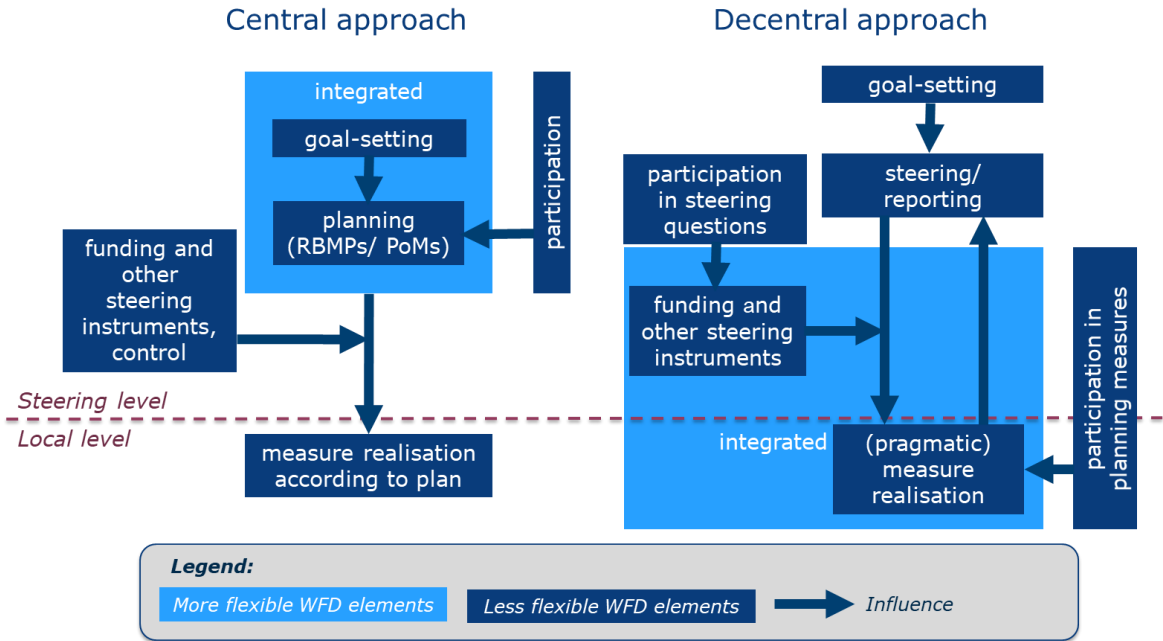 Central approach
integrated
goal-setting
planning
(RBMPs/ PoMs)
participation
funding and
other
steering
instruments,
control
Steering level
Local level
measure realisation
according to plan
Decentral approach
goal-setting
participation
in steering
questions
steering/
reporting
funding and
other steering
instruments
integrated
(pragmatic)
measure
realisation
participation in
planning measures
Legend:
More flexible WFD elements
Less flexible WFD elements
Influence